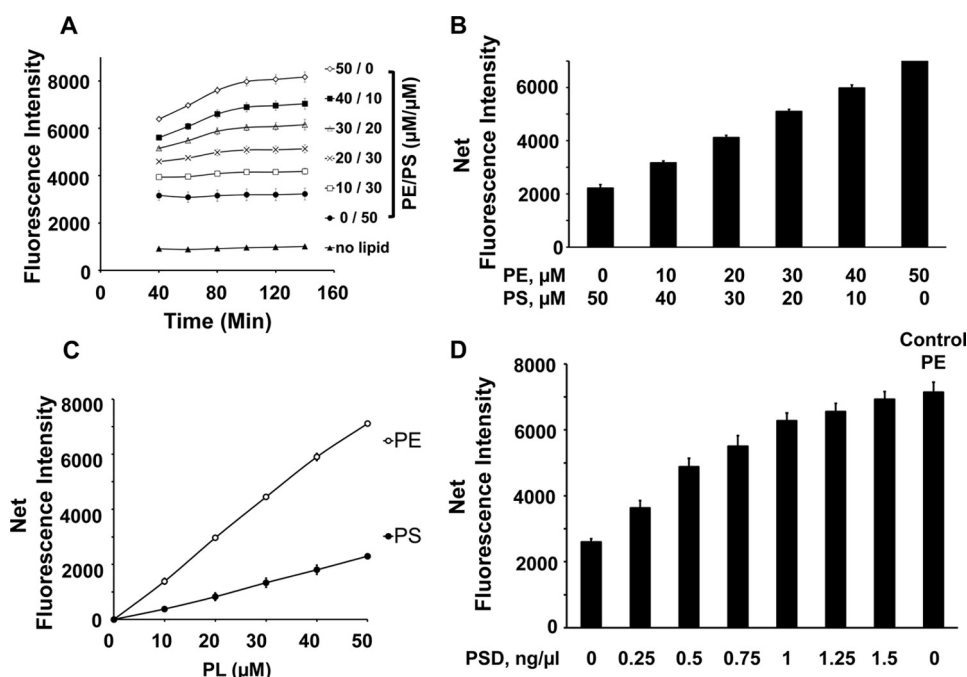 A
Fluorescence Intensity
8000
6000
4000
2000
0
0 40 80 120 160
Time (Min)
50 / 0
40 / 10
30 / 20
20 / 30
10 / 30
0 / 50
no lipid
PE/PS (µM/µM)
B
Net
Fluorescence Intensity
6000
4000
2000
0
PE, µM 0 10 20 30 40 50
PS, µM 50 40 30 20 10 0
C
Net
Fluorescence Intensity
8000
6000
4000
2000
0
0 10 20 30 40 50
PL (µM)
PE
PS
D
Control
PE
Net
Fluorescence Intensity
8000
6000
4000
2000
0
PSD, ng/µl 0 0.25 0.5 0.75 1 1.25 1.5 0